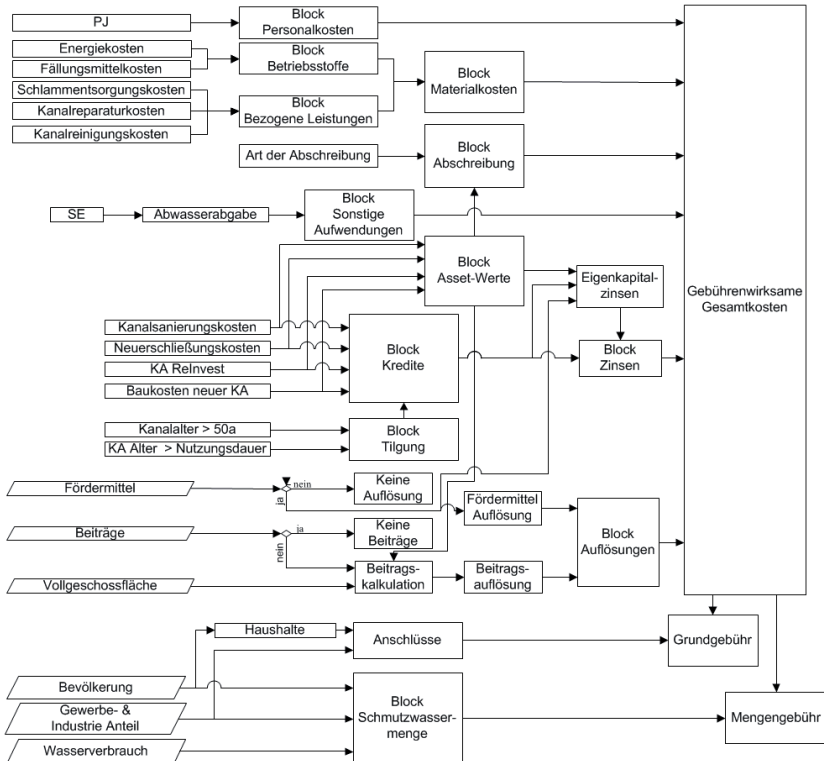 PJ
Block
Personalkosten
Energiekosten
Fällungsmittelkosten
Block
Betriebsstoffe
Schlammentsorgungskosten
Kanalreparaturkosten
Kanalreinigungskosten
Block
Bezogene Leistungen
Block
Materialkosten
Art der Abschreibung
Block
Abschreibung
SE
Abwasserabgabe
Block
Sonstige
Aufwendungen
Block
Asset-Werte
Eigenkapital-
zinsen
Gebührenwirksame
Gesamtkosten
Kanalsanierungskosten
Neuerschließungskosten
KA ReInvest
Baukosten neuer KA
Block
Kredite
Block
Zinsen
Kanalalter > 50a
KA Alter > Nutzungsdauer
Block
Tilgung
Fördermittel
nein
ja
Keine
Auflösung
Fördermittel
Auflösung
Block
Auflösungen
Beiträge
ja
nein
Keine
Beiträge
Vollgeschossfläche
Beitrags-
kalkulation
Beitrags-
auflösung
Haushalte
Anschlüsse
Grundgebühr
Bevölkerung
Gewerbe- &
Industrie Anteil
Wasserverbrauch
Block
Schmutzwasser-
menge
Mengengebühr